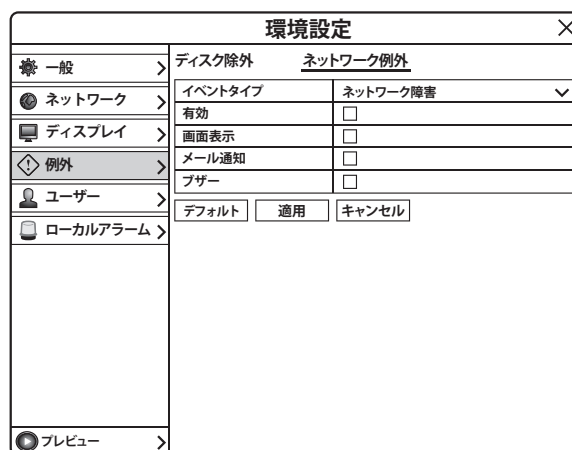 環境設定
一般
ネットワーク
ディスプレイ
例外
ユーザー
ローカルアラーム
プレビュー
ディスク除外 ネットワーク例外
イベントタイプ ネットワーク障害
有効
画面表示
メール通知
ブザー
デフォルト 適用 キャンセル